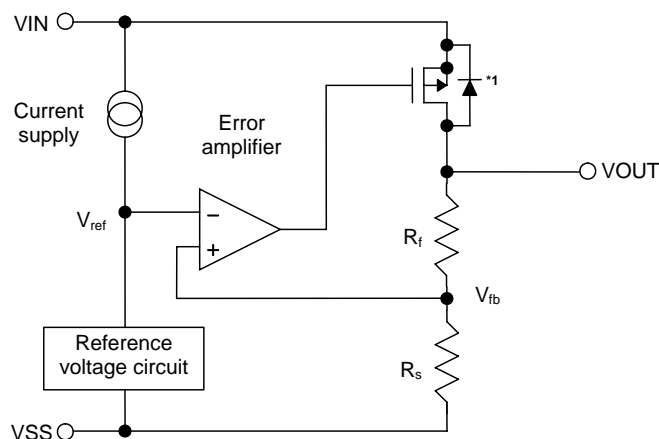 VIN
*1
Current
supply
Error
amplifier
VOUT
Vref
−
+
Rf
Vfb
Reference
voltage circuit
Rs
VSS